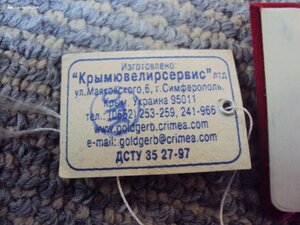 Изготовлено:
"Крымювелирсервис" лтд
ул.Маяковского,6, г.Симферополь.
Крым. Украина 95011
тел.: (0652) 253-259, 241-966
www.goldgerb.crimea.com
e-mail: goldgerb@crimea.com
ДСТУ 35 27-97